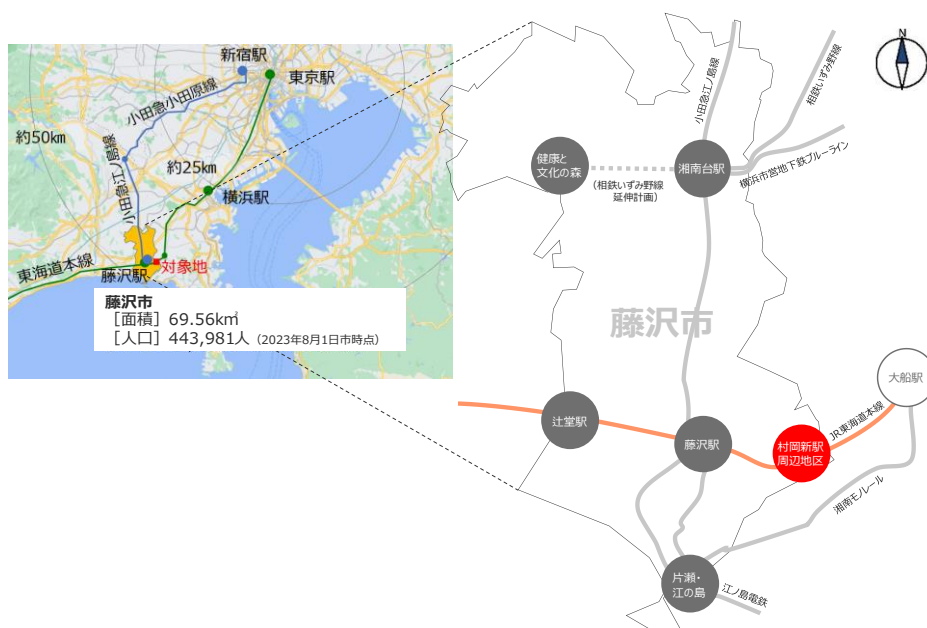 新宿駅
東京駅
小田急小田原線
約50km
小田急江ノ島線
約25km
横浜駅
東海道本線
藤沢駅
対象地
藤沢市
［面積］69.56k㎡
［人口］443,981人（2023年8月1日市時点）
N
小田急江ノ島線
相鉄いずみ野線
横浜市営地下鉄ブルーライン
健康と
文化の森
湘南台駅
（相鉄いずみ野線
延伸計画）
藤沢市
大船駅
辻堂駅
藤沢駅
村岡新駅
周辺地区
JR東海道本線
湘南モノレール
片瀬・
江の島
江ノ島電鉄